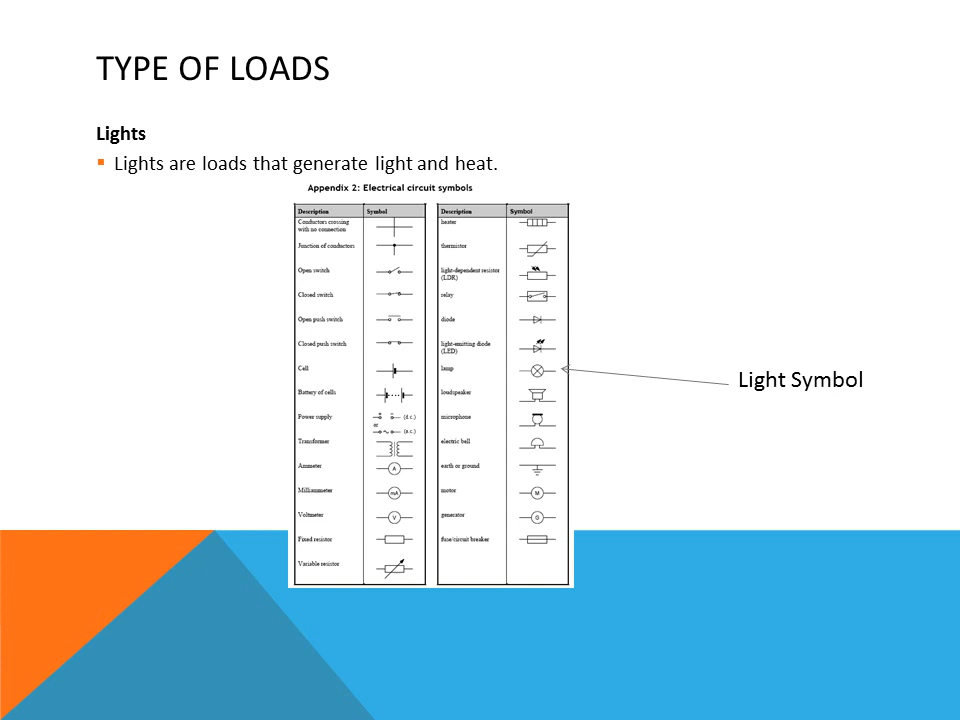 TYPE OF LOADS
Lights
Lights are loads that generate light and heat.
Appendix 2: Electrical circuit symbols
Description Symbol
Conductors crossing
with no connection
Junction of conductors
Open switch
Closed switch
Open push switch
Closed push switch
Cell
Battery of cells
Power supply (d.c.)
or
(a.c.)
Transformer
Ammeter A
Milliammeter mA
Voltmeter V
Fixed resistor
Variable resistor
Description Symbol
heater
thermistor
light-dependent resistor
(LDR)
relay
diode
light-emitting diode
(LED)
lamp
loudspeaker
microphone
electric bell
earth or ground
motor M
generator G
fuse/circuit breaker
Light Symbol